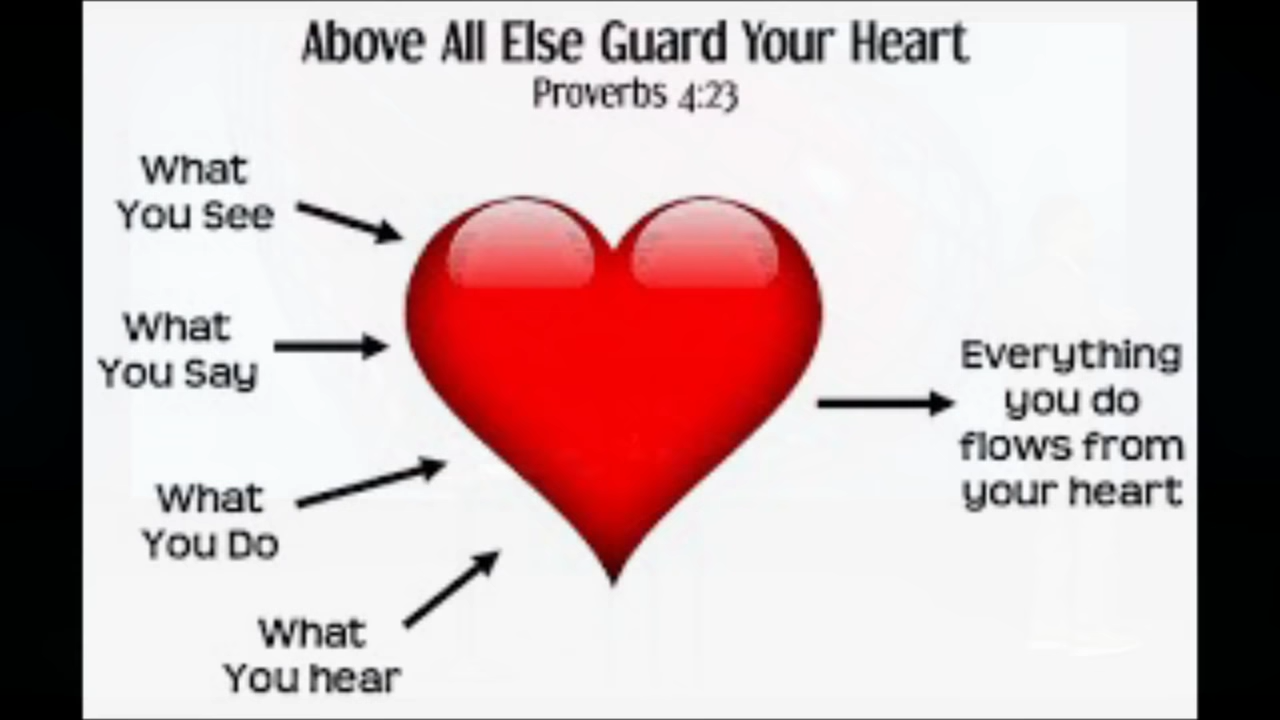 Above All Else Guard Your Heart
Proverbs 4:23
What
You See
What
You Say
What
You Do
What
You hear
Everything
you do
flows from
your heart